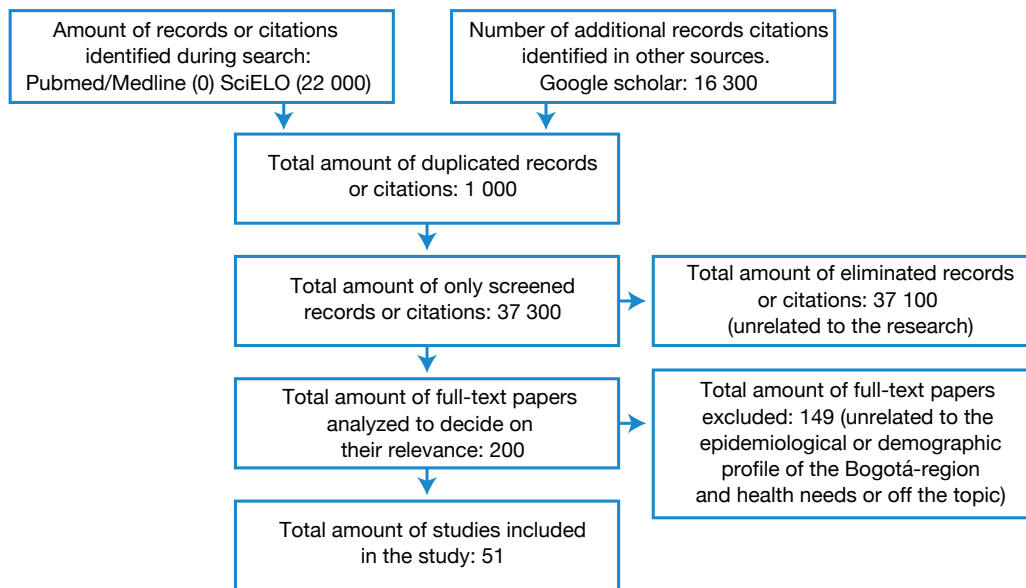 Amount of records or citations
identified during search:
Pubmed/Medline (0) SciELO (22 000)
Number of additional records citations
identified in other sources.
Google scholar: 16 300
Total amount of duplicated records
or citations: 1 000
Total amount of only screened
records or citations: 37 300
Total amount of eliminated records
or citations: 37 100
(unrelated to the research)
Total amount of full-text papers
analyzed to decide on
their relevance: 200
Total amount of full-text papers
excluded: 149 (unrelated to the
epidemiological or demographic
profile of the Bogotá-region
and health needs or off the topic)
Total amount of studies included
in the study: 51